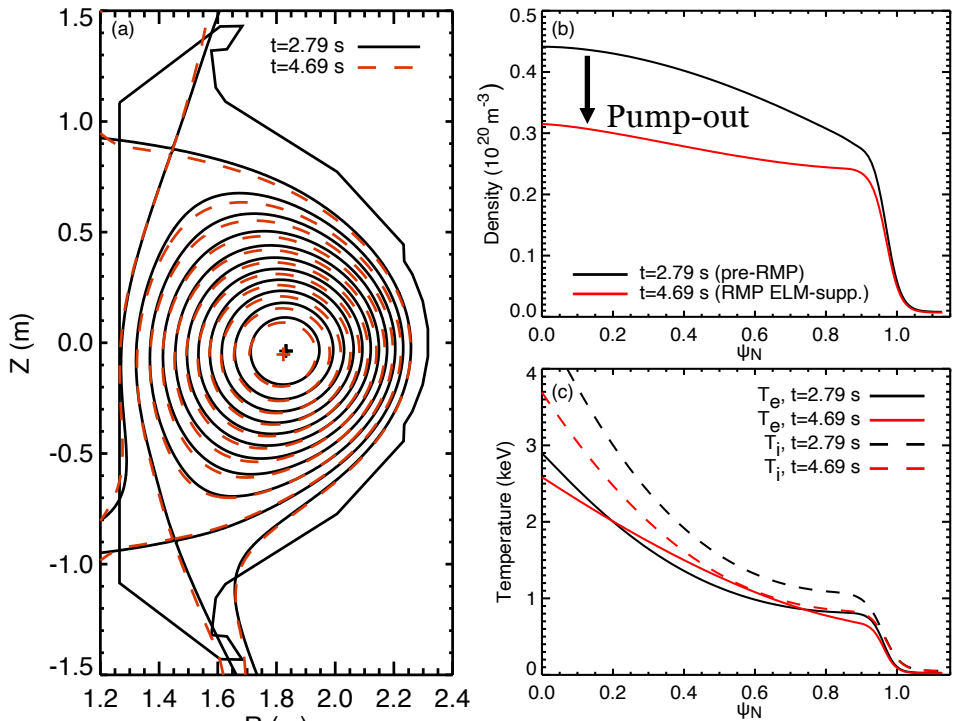 (a)
t=2.79 s
t=4.69 s
Z (m)
1.5
1.0
0.5
0.0
-0.5
-1.0
-1.5
1.2 1.4 1.6 1.8 2.0 2.2 2.4
(b)
Pump-out
Density (10^20 m^-3)
0.5
0.4
0.3
0.2
0.1
0.0
t=2.79 s (pre-RMP)
t=4.69 s (RMP ELM-supp.)
0.0 0.2 0.4 0.6 0.8 1.0
ψN
(c)
Te, t=2.79 s
Te, t=4.69 s
Ti, t=2.79 s
Ti, t=4.69 s
Temperature (keV)
4
3
2
1
0
0.0 0.2 0.4 0.6 0.8 1.0
ψN